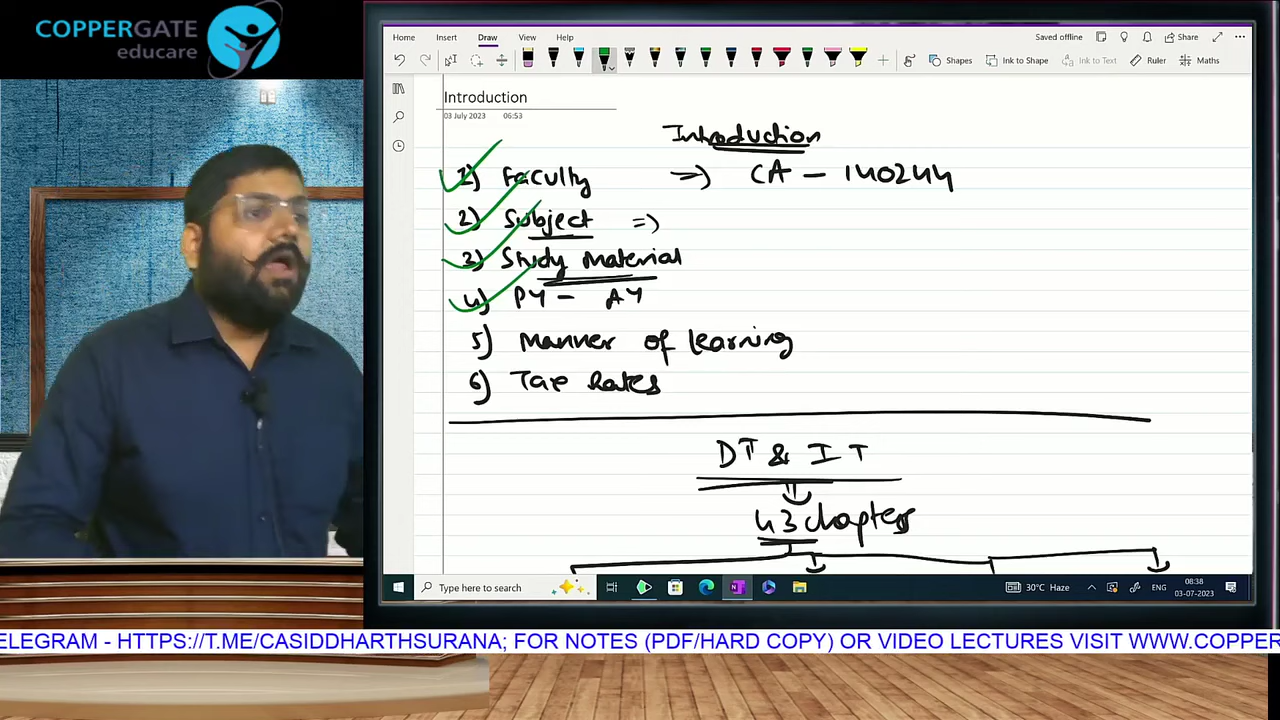 COPPERGATE
educare
Home Insert Draw View Help
Saved offline
Share
Shapes
Ink to Shape
Ink to Text
Ruler
Maths
Introduction
03 July 2023 06:53
Introduction
1) Faculty => CA - 140244
2) Subject =>
3) Study Material
4) PY - AY
5) Manner of learning
6) Tax Rates
DT & IT
43 chapters
Type here to search
30°C Haze
ENG
08:38
03-07-2023
ELEGRAM - HTTPS://T.ME/CASIDDHARTHSURANA; FOR NOTES (PDF/HARD COPY) OR VIDEO LECTURES VISIT WWW.COPPER